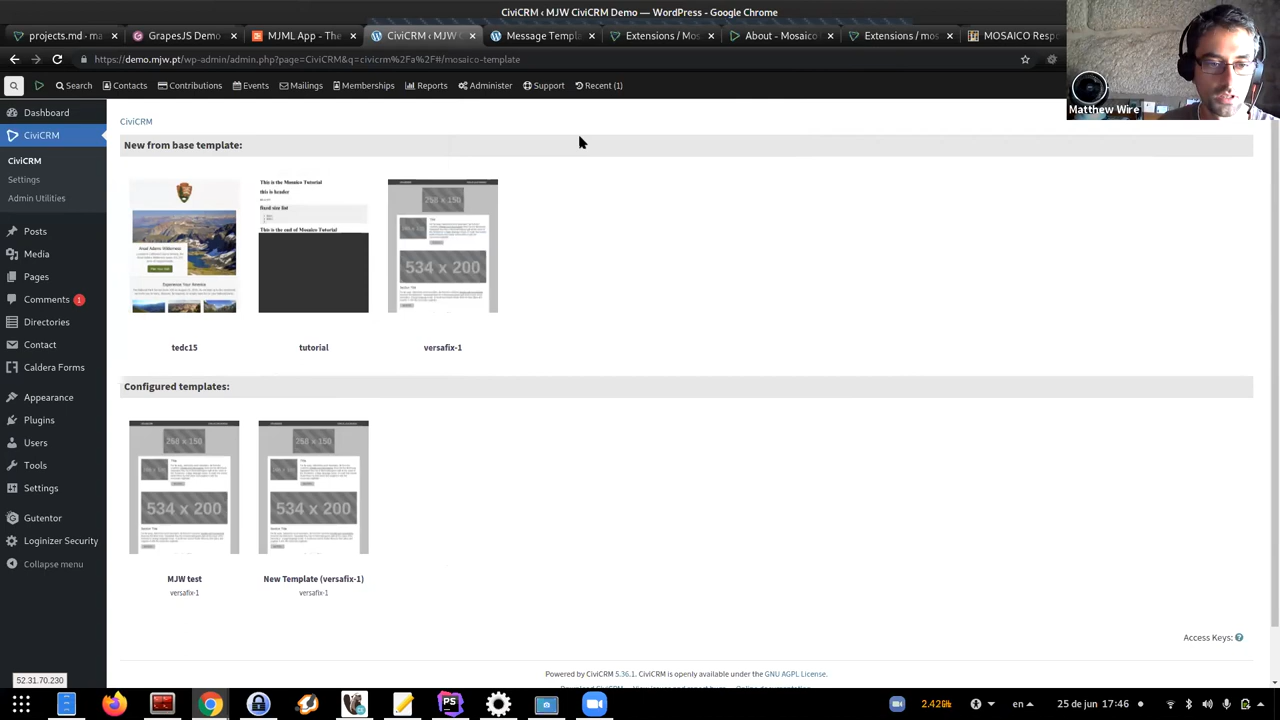 CiviCRM ‹ MJW CiviCRM Demo — WordPress - Google Chrome
projects.md - ma
GrapesJS Demo
MJML App - The
CiviCRM ‹ MJW C
Message Templ
Extensions / Mos
About - Mosaico
Extensions / mos
MOSAICO Resp
https://demo.mjw.pt/wp-admin/admin.php?page=CiviCRM&q=civicrm%2Fa%2F#/mosaico-template
Search
Contacts
Contributions
Events
Mailings
Memberships
Reports
Administer
Support
Recent (1)
Matthew Wire
Dashboard
CiviCRM
CiviCRM
Settings
Admin Utilities
Posts
Media
Pages
Comments 1
Directories
Contact
Caldera Forms
Appearance
Plugins
Users
Tools
Settings
Gutentor
Loginizer Security
Collapse menu
CiviCRM
New from base template:
Experience Your America
This is the Mosaico Tutorial
this is header
fixed size list
This is the end of Mosaico Tutorial
258 x 150
534 x 200
tedc15
tutorial
versafix-1
Configured templates:
258 x 150
534 x 200
258 x 150
534 x 200
MJW test
New Template (versafix-1)
versafix-1
versafix-1
Access Keys:
Powered by CiviCRM 5.36.1. CiviCRM is openly available under the GNU AGPL License.
52.31.70.230
2.42GHz
en
25 de jun 17:46